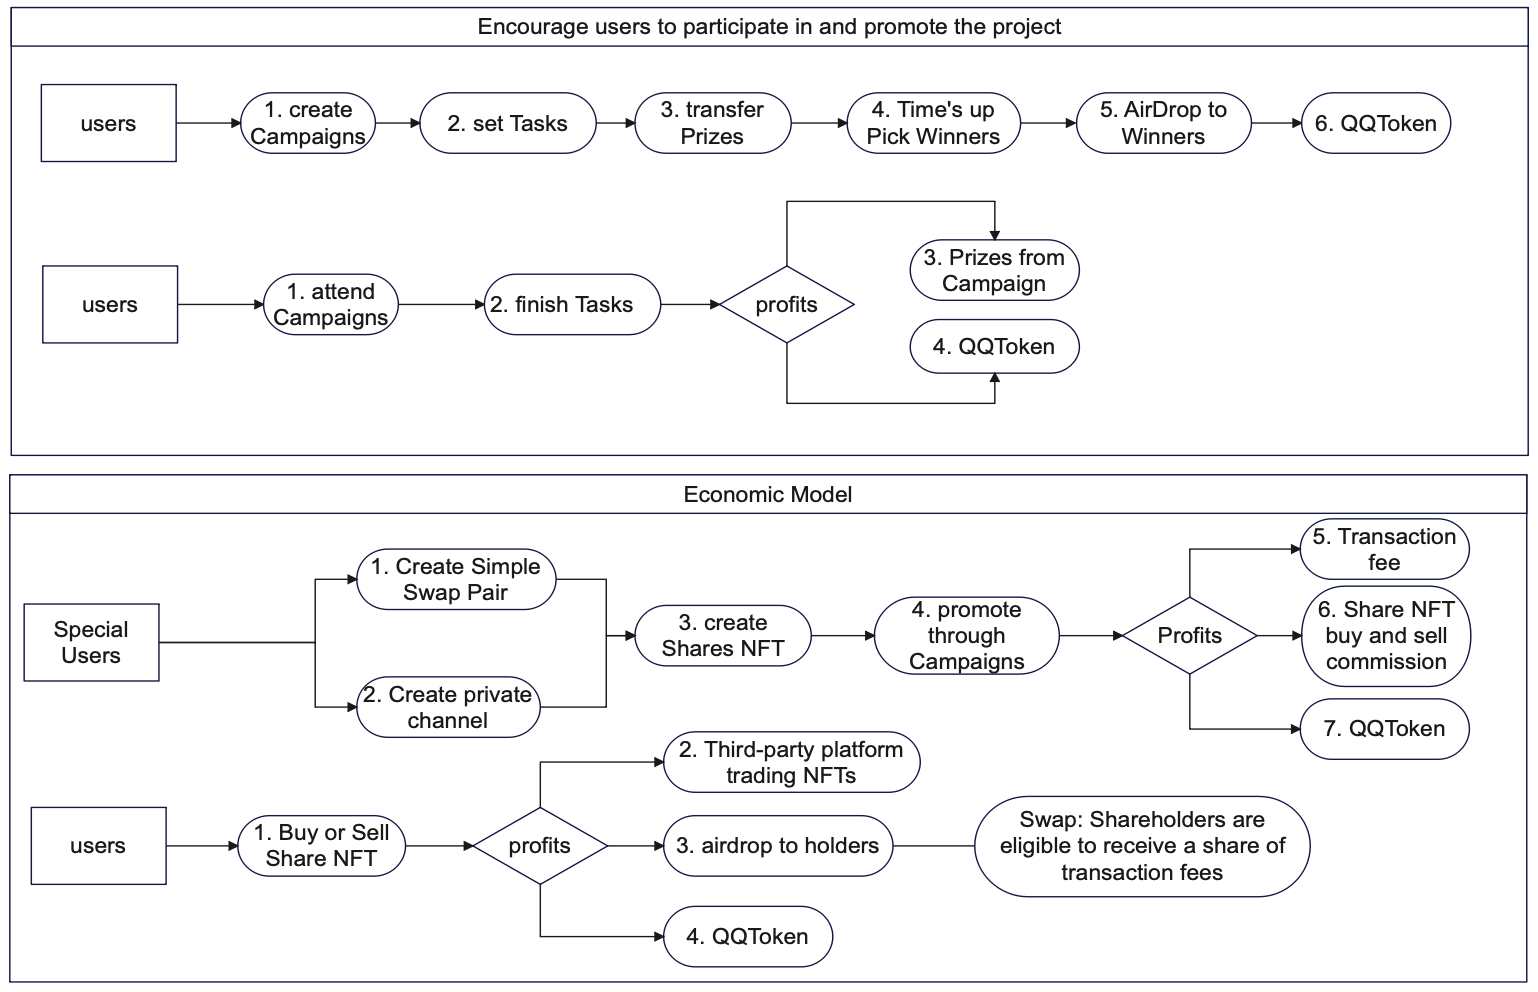 Encourage users to participate in and promote the project
users
1. create
Campaigns
2. set Tasks
3. transfer
Prizes
4. Time's up
Pick Winners
5. AirDrop to
Winners
6. QQToken
users
1. attend
Campaigns
2. finish Tasks
profits
3. Prizes from
Campaign
4. QQToken
Economic Model
Special
Users
1. Create Simple
Swap Pair
2. Create private
channel
3. create
Shares NFT
4. promote
through
Campaigns
Profits
5. Transaction
fee
6. Share NFT
buy and sell
commission
7. QQToken
users
1. Buy or Sell
Share NFT
profits
2. Third-party platform
trading NFTs
3. airdrop to holders
Swap: Shareholders are
eligible to receive a share of
transaction fees
4. QQToken